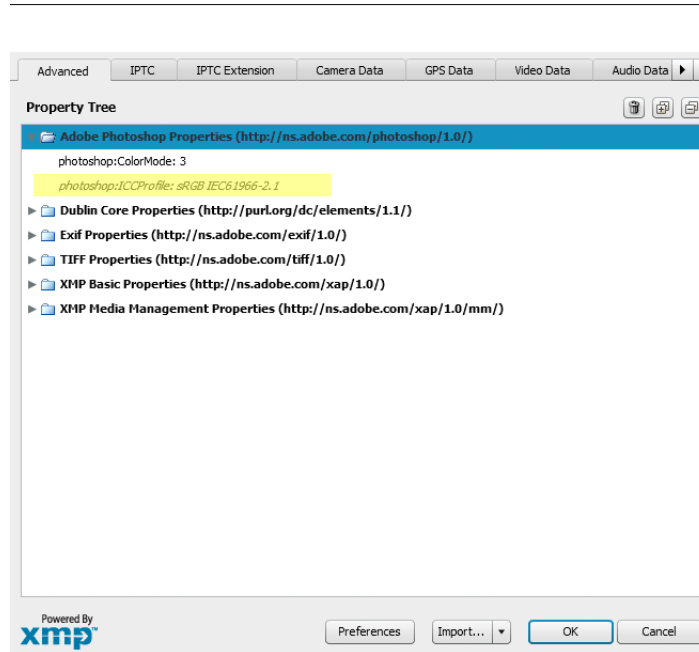 Advanced IPTC IPTC Extension Camera Data GPS Data Video Data Audio Data
Property Tree
Adobe Photoshop Properties (http://ns.adobe.com/photoshop/1.0/)
photoshop:ColorMode: 3
photoshop:ICCProfile: sRGB IEC61966-2.1
Dublin Core Properties (http://purl.org/dc/elements/1.1/)
Exif Properties (http://ns.adobe.com/exif/1.0/)
TIFF Properties (http://ns.adobe.com/tiff/1.0/)
XMP Basic Properties (http://ns.adobe.com/xap/1.0/)
XMP Media Management Properties (http://ns.adobe.com/xap/1.0/mm/)
Powered By
xmp
Preferences Import... OK Cancel